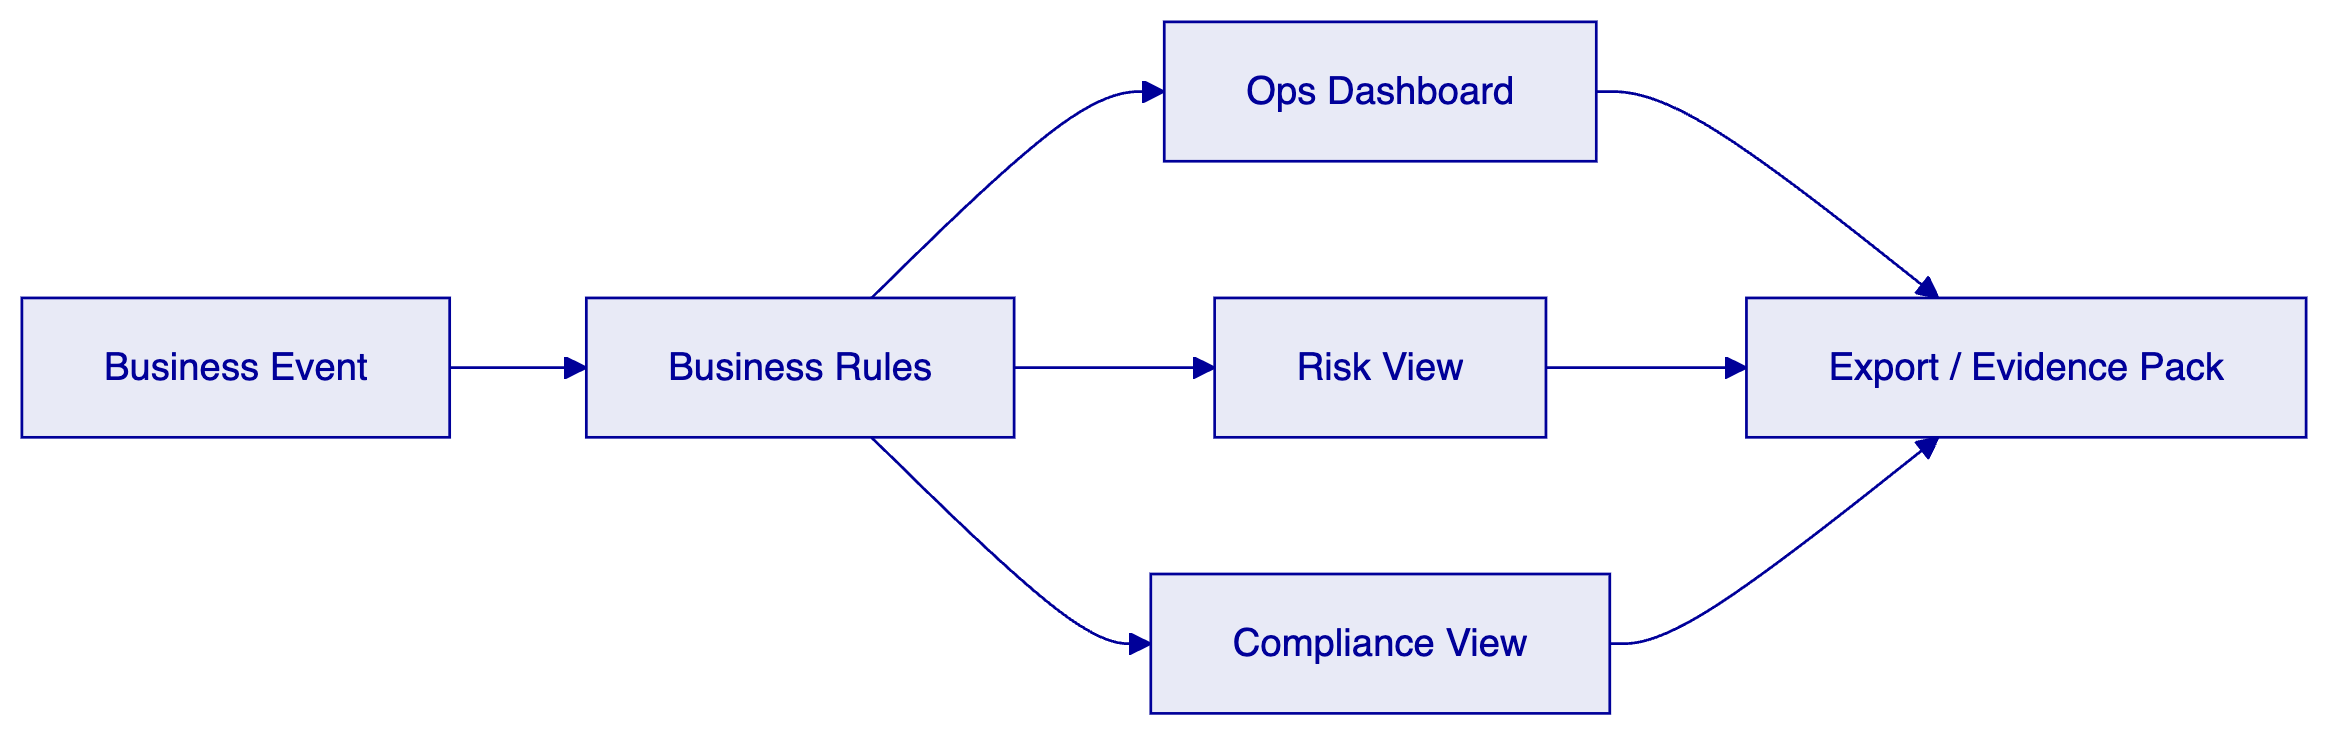 Business Event
Business Rules
Ops Dashboard
Risk View
Compliance View
Export / Evidence Pack